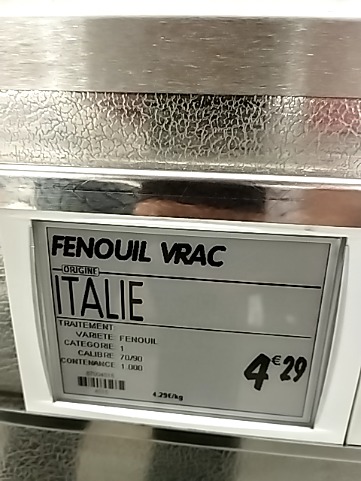 FENOUIL VRAC
ORIGINE
ITALIE
TRAITEMENT:
VARIETE: FENOUIL
CATEGORIE: 1
CALIBRE: 70/90
CONTENANCE: 1.000
4€29
4.29€/kg